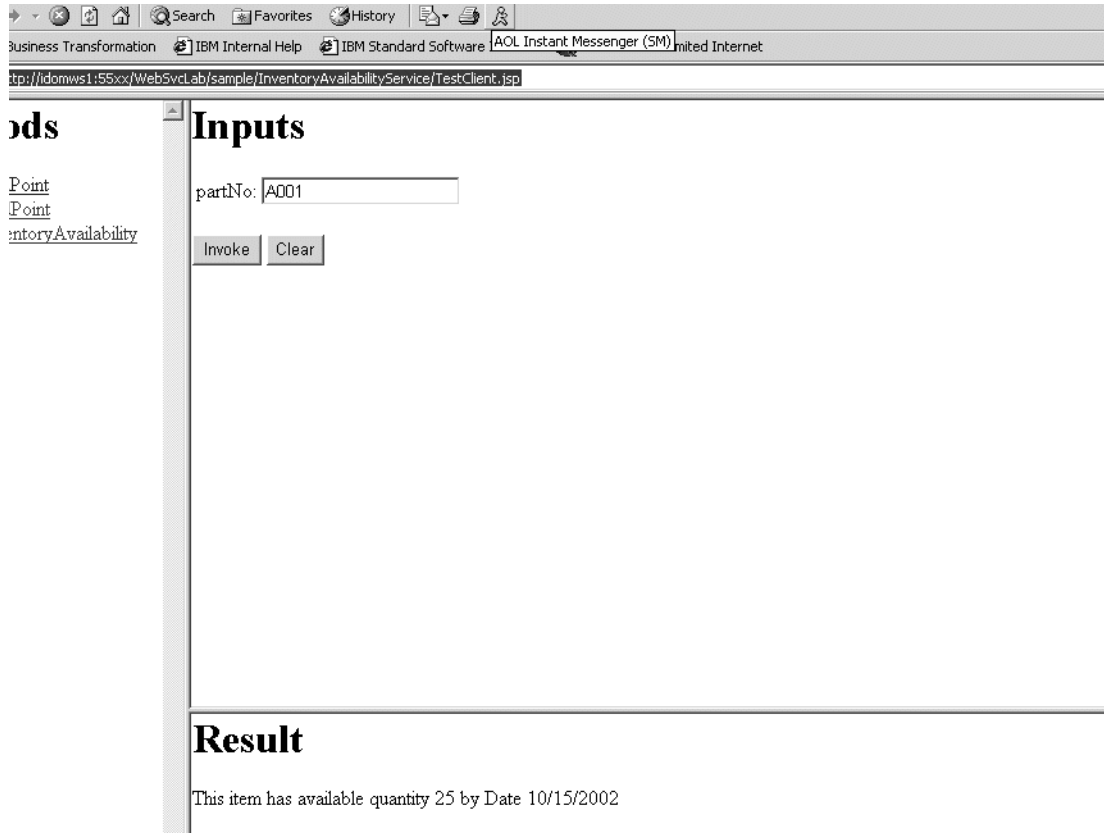 Search Favorites History
Business Transformation IBM Internal Help IBM Standard Software AOL Instant Messenger (SM) mited Internet
ttp://idomws1:55xx/WebSvcLab/sample/InventoryAvailabilityService/TestClient.jsp
ods
Point
lPoint
entoryAvailability
Inputs
partNo: A001
Invoke Clear
Result
This item has available quantity 25 by Date 10/15/2002